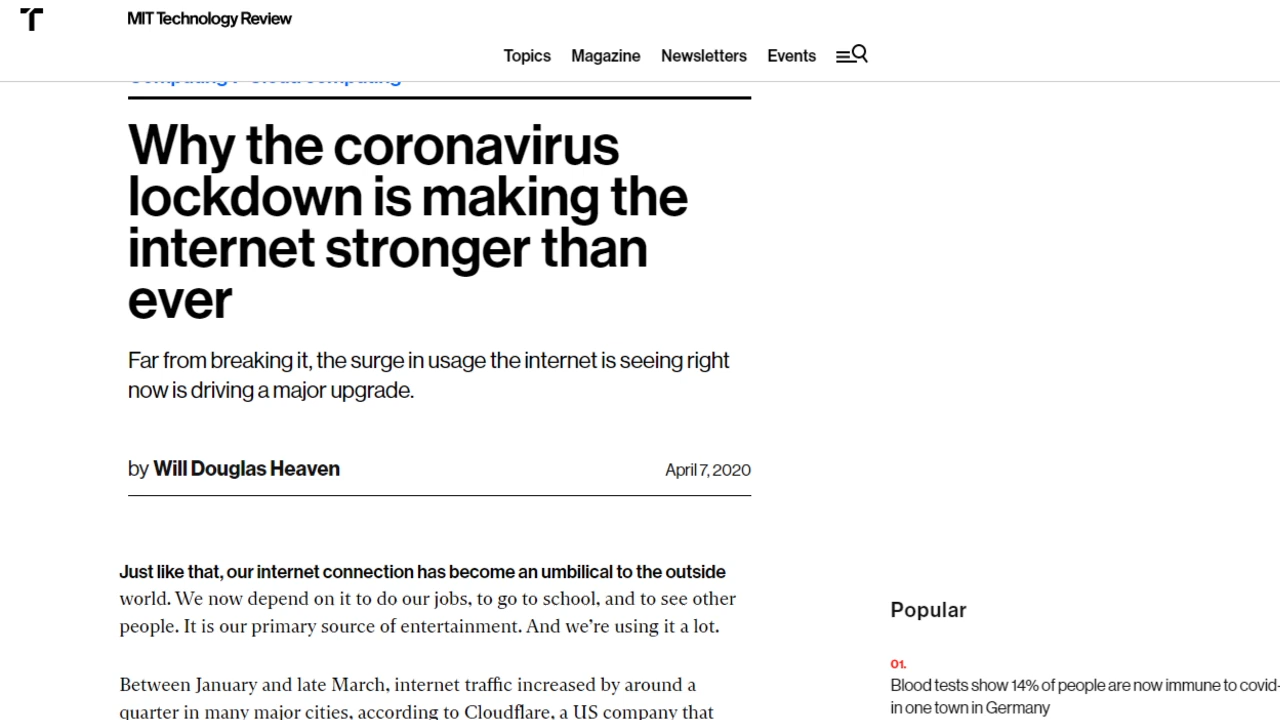 MIT Technology Review
Topics Magazine Newsletters Events
Computing / Cloud computing
Why the coronavirus
lockdown is making the
internet stronger than
ever
Far from breaking it, the surge in usage the internet is seeing right
now is driving a major upgrade.
by Will Douglas Heaven
April 7, 2020
Just like that, our internet connection has become an umbilical to the outside
world. We now depend on it to do our jobs, to go to school, and to see other
people. It is our primary source of entertainment. And we’re using it a lot.
Between January and late March, internet traffic increased by around a
quarter in many major cities, according to Cloudflare, a US company that
Popular
01.
Blood tests show 14% of people are now immune to covid-
in one town in Germany